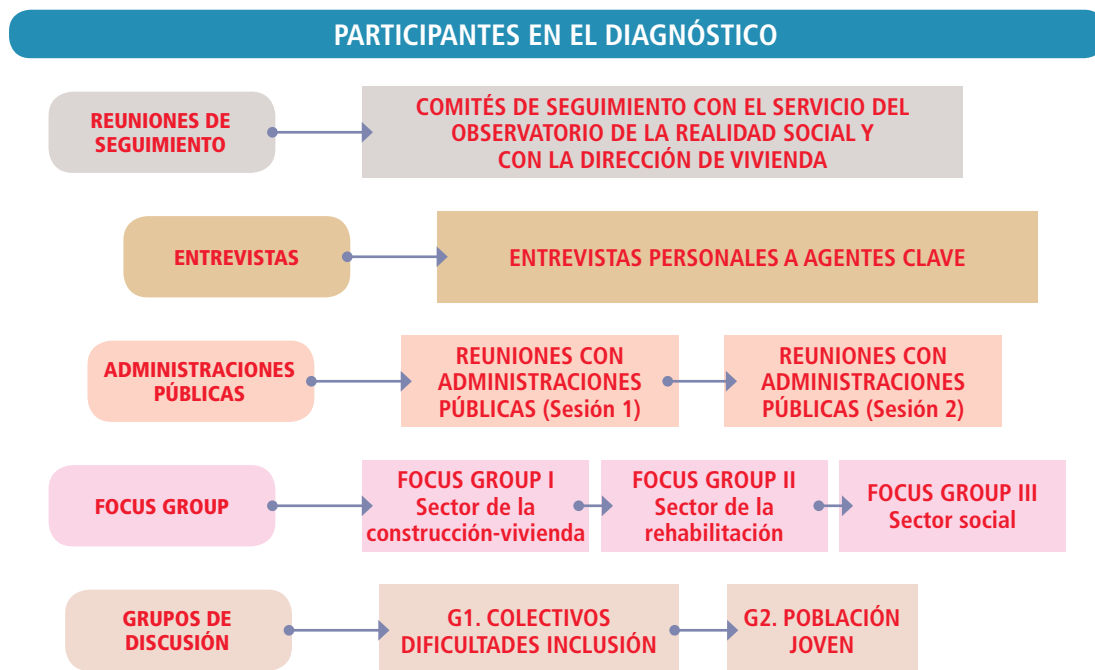 PARTICIPANTES EN EL DIAGNÓSTICO
REUNIONES DE
SEGUIMIENTO
COMITÉS DE SEGUIMIENTO CON EL SERVICIO DEL
OBSERVATORIO DE LA REALIDAD SOCIAL Y
CON LA DIRECCIÓN DE VIVIENDA
ENTREVISTAS
ENTREVISTAS PERSONALES A AGENTES CLAVE
ADMINISTRACIONES
PÚBLICAS
REUNIONES CON
ADMINISTRACIONES
PÚBLICAS (Sesión 1)
REUNIONES CON
ADMINISTRACIONES
PÚBLICAS (Sesión 2)
FOCUS GROUP
FOCUS GROUP I
Sector de la
construcción-vivienda
FOCUS GROUP II
Sector de la
rehabilitación
FOCUS GROUP III
Sector social
GRUPOS DE
DISCUSIÓN
G1. COLECTIVOS
DIFICULTADES INCLUSIÓN
G2. POBLACIÓN
JOVEN